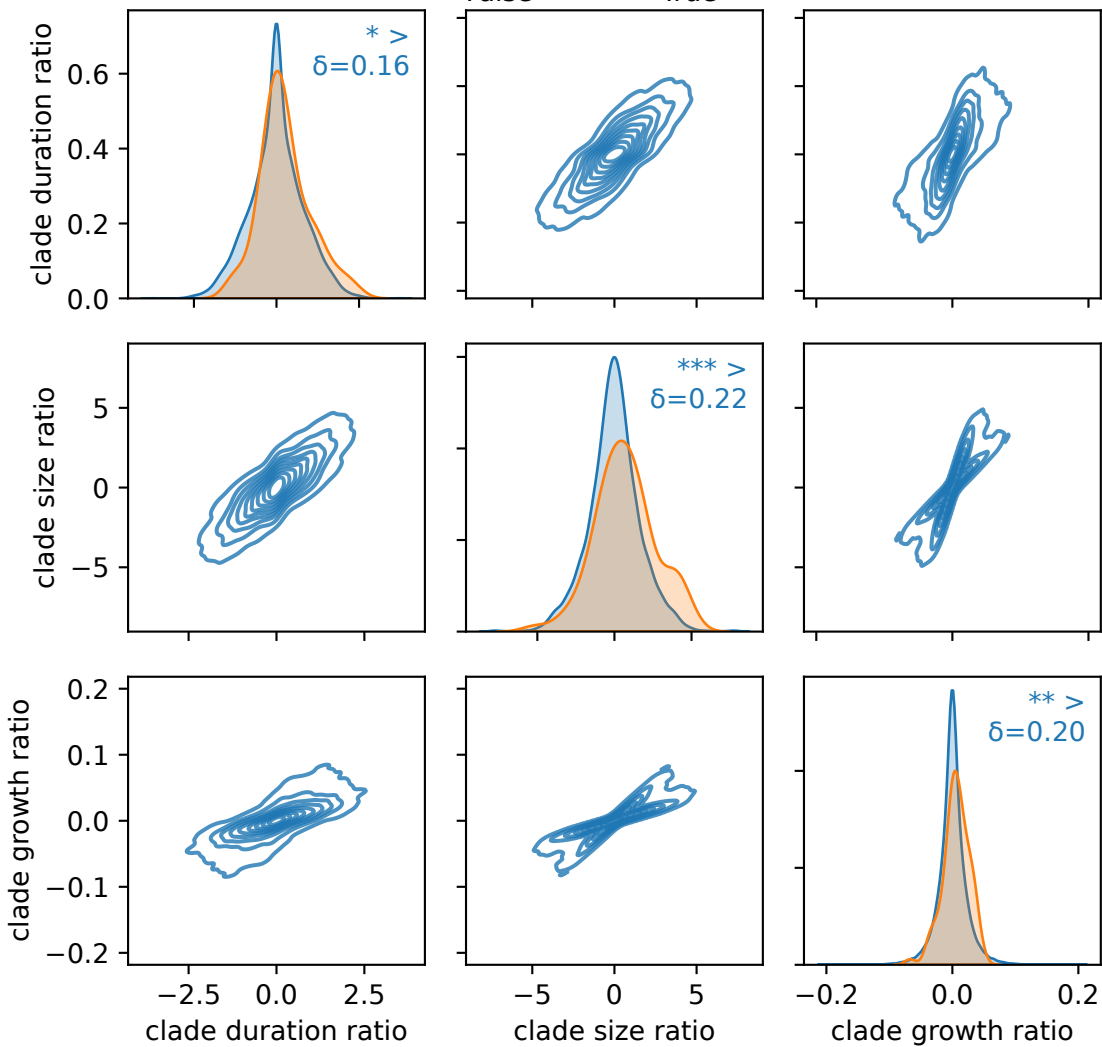 False True
clade duration ratio
0.6
0.4
0.2
0.0
* >
δ=0.16
clade size ratio
5
0
−5
*** >
δ=0.22
clade growth ratio
0.2
0.1
0.0
−0.1
−0.2
** >
δ=0.20
−2.5 0.0 2.5
−5 0 5
−0.2 0.0 0.2
clade duration ratio
clade size ratio
clade growth ratio